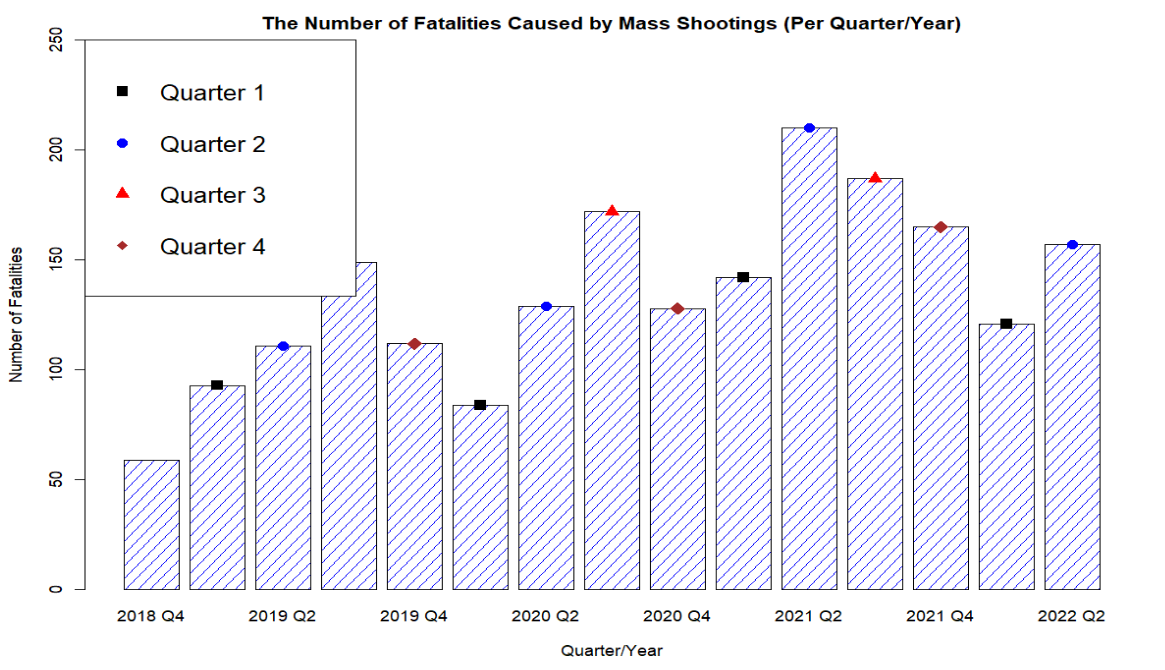 The Number of Fatalities Caused by Mass Shootings (Per Quarter/Year)
250
200
150
100
50
0
Number of Fatalities
Quarter 1
Quarter 2
Quarter 3
Quarter 4
2018 Q4 2019 Q2 2019 Q4 2020 Q2 2020 Q4 2021 Q2 2021 Q4 2022 Q2
Quarter/Year